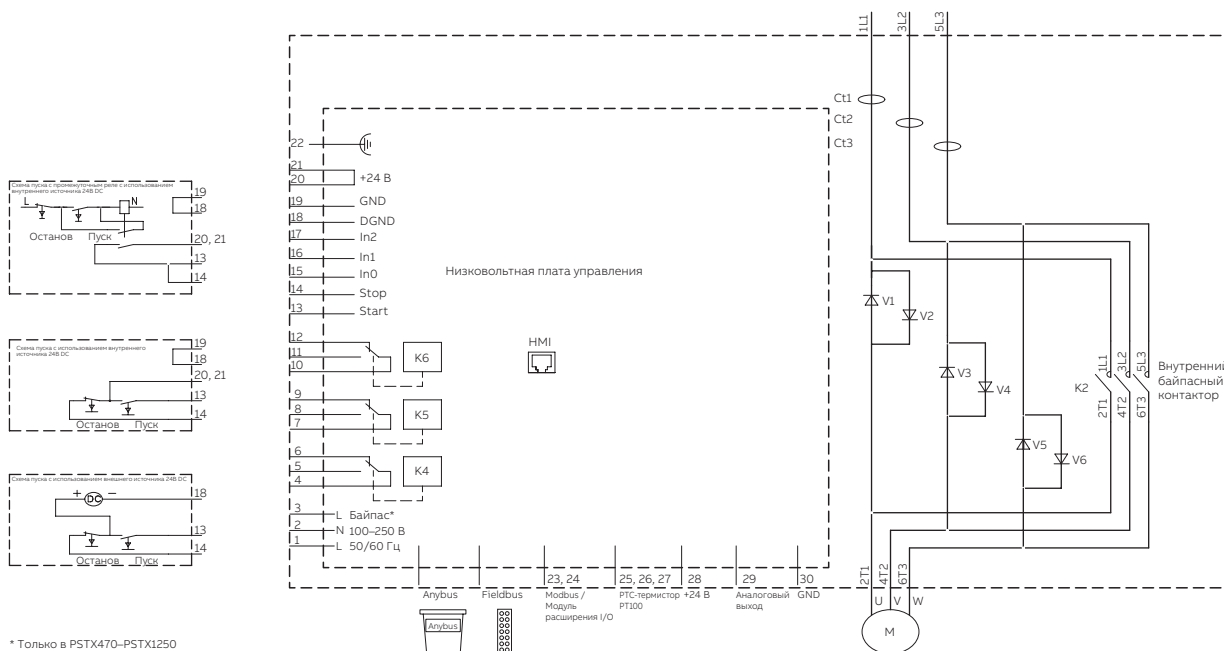 1L1
3L2
5L3
Ct1
Ct2
Ct3
22
21
20
+24 В
19
GND
18
DGND
17
In2
16
In1
15
In0
14
Stop
13
Start
Низковольтная плата управления
HMI
12
11
10
K6
9
8
7
K5
6
5
4
K4
3
L Байпас*
2
N 100–250 В
1
L 50/60 Гц
Anybus
Fieldbus
23, 24
Modbus /
Модуль
расширения I/O
25, 26, 27
PTC-термистор
PT100
28
+24 В
29
Аналоговый
выход
30
GND
Anybus
Схема пуска с промежуточным реле с использованием
внутреннего источника 24В DC
L
N
Останов
Пуск
19
18
20, 21
13
14
Схема пуска с использованием внутреннего
источника 24В DC
19
18
20, 21
13
14
Останов
Пуск
Схема пуска с использованием внешнего источника 24В DC
+ DC −
18
13
14
Останов
Пуск
V1
V2
V3
V4
V5
V6
K2
1L1
3L2
5L3
2T1
4T2
6T3
Внутренний
байпасный
контактор
2T1
4T2
6T3
U
V
W
M
* Только в PSTX470–PSTX1250